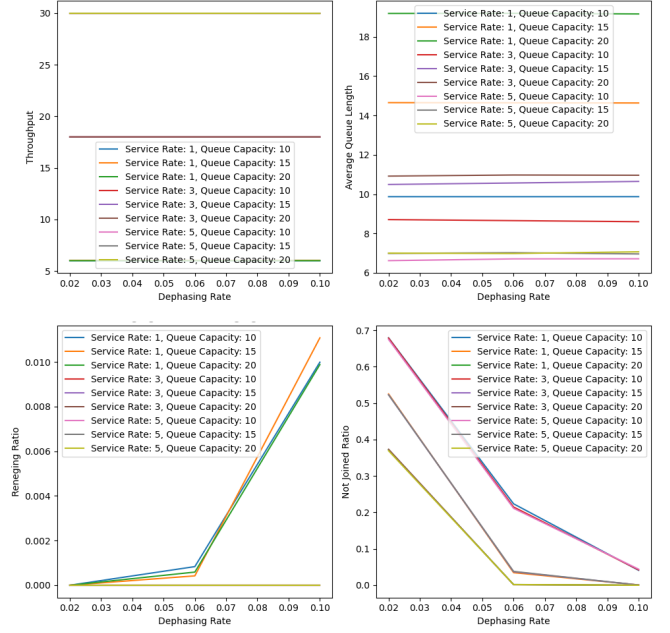 30
25
20
15
10
5
Throughput
Service Rate: 1, Queue Capacity: 10
Service Rate: 1, Queue Capacity: 15
Service Rate: 1, Queue Capacity: 20
Service Rate: 3, Queue Capacity: 10
Service Rate: 3, Queue Capacity: 15
Service Rate: 3, Queue Capacity: 20
Service Rate: 5, Queue Capacity: 10
Service Rate: 5, Queue Capacity: 15
Service Rate: 5, Queue Capacity: 20
0.02 0.03 0.04 0.05 0.06 0.07 0.08 0.09 0.10
Dephasing Rate
18
16
14
12
10
8
6
Average Queue Length
Service Rate: 1, Queue Capacity: 10
Service Rate: 1, Queue Capacity: 15
Service Rate: 1, Queue Capacity: 20
Service Rate: 3, Queue Capacity: 10
Service Rate: 3, Queue Capacity: 15
Service Rate: 3, Queue Capacity: 20
Service Rate: 5, Queue Capacity: 10
Service Rate: 5, Queue Capacity: 15
Service Rate: 5, Queue Capacity: 20
0.02 0.03 0.04 0.05 0.06 0.07 0.08 0.09 0.10
Dephasing Rate
0.010
0.008
0.006
0.004
0.002
0.000
Reneging Ratio
Service Rate: 1, Queue Capacity: 10
Service Rate: 1, Queue Capacity: 15
Service Rate: 1, Queue Capacity: 20
Service Rate: 3, Queue Capacity: 10
Service Rate: 3, Queue Capacity: 15
Service Rate: 3, Queue Capacity: 20
Service Rate: 5, Queue Capacity: 10
Service Rate: 5, Queue Capacity: 15
Service Rate: 5, Queue Capacity: 20
0.02 0.03 0.04 0.05 0.06 0.07 0.08 0.09 0.10
Dephasing Rate
0.7
0.6
0.5
0.4
0.3
0.2
0.1
0.0
Not Joined Ratio
Service Rate: 1, Queue Capacity: 10
Service Rate: 1, Queue Capacity: 15
Service Rate: 1, Queue Capacity: 20
Service Rate: 3, Queue Capacity: 10
Service Rate: 3, Queue Capacity: 15
Service Rate: 3, Queue Capacity: 20
Service Rate: 5, Queue Capacity: 10
Service Rate: 5, Queue Capacity: 15
Service Rate: 5, Queue Capacity: 20
0.02 0.03 0.04 0.05 0.06 0.07 0.08 0.09 0.10
Dephasing Rate